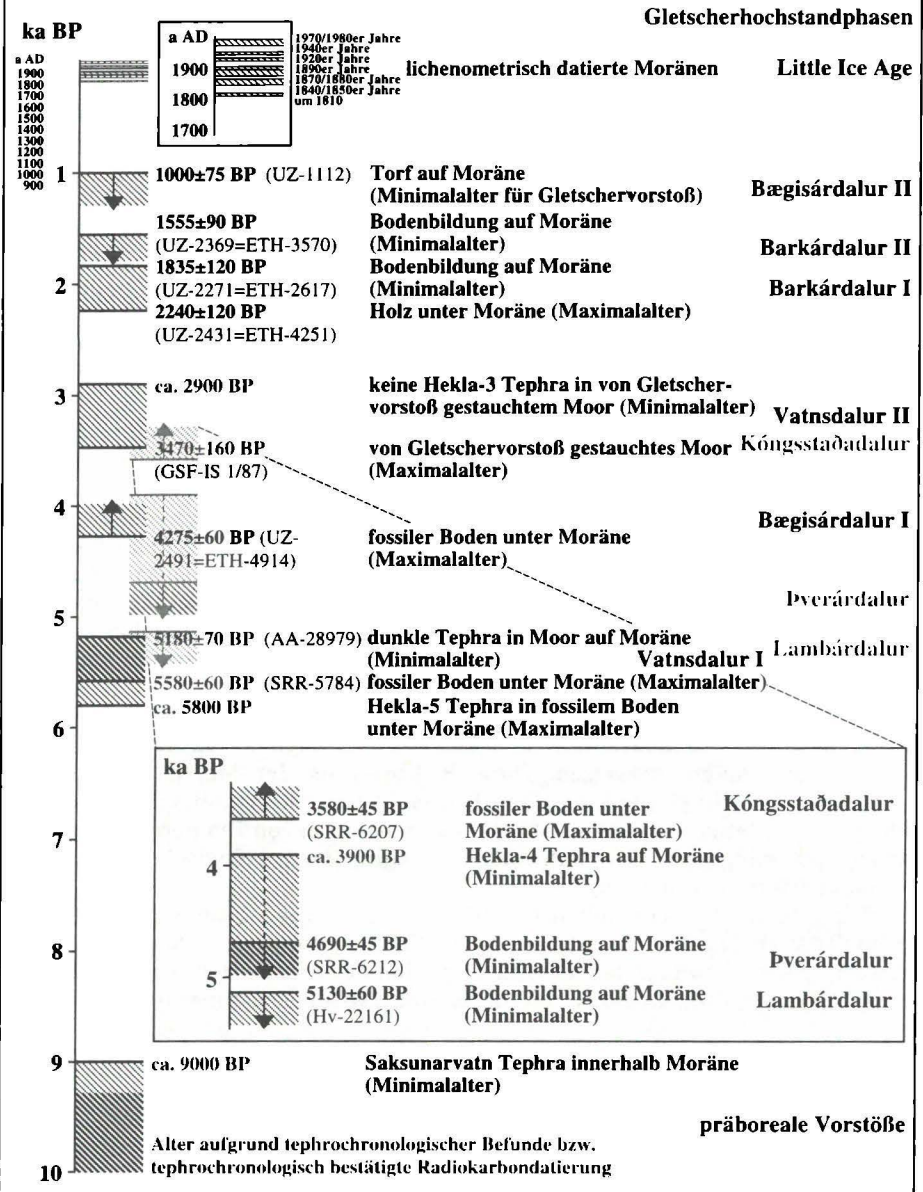 Gletscherhochstandphasen
ka BP
a AD
1900
1800
1700
1600
1500
1400
1300
1200
1100
1000
900
a AD
1900
1800
1700
1970/1980er Jahre
1940er Jahre
1920er Jahre
1890er Jahre
1870/1880er Jahre
1840/1850er Jahre
um 1810
lichenometrisch datierte Moränen
Little Ice Age
1
1000±75 BP (UZ-1112)
Torf auf Moräne
(Minimalalter für Gletschervorstoß)
Bægisárdalur II
1555±90 BP
(UZ-2369=ETH-3570)
Bodenbildung auf Moräne
(Minimalalter)
Barkárdalur II
1835±120 BP
(UZ-2271=ETH-2617)
Bodenbildung auf Moräne
(Minimalalter)
Barkárdalur I
2
2240±120 BP
(UZ-2431=ETH-4251)
Holz unter Moräne (Maximalalter)
3
ca. 2900 BP
keine Hekla-3 Tephra in von Gletscher-
vorstoß gestauchtem Moor (Minimalalter)
Vatnsdalur II
3470±160 BP
(GSF-IS 1/87)
von Gletschervorstoß gestauchtes Moor
(Maximalalter)
Kóngsstaðadalur
4
4275±60 BP (UZ-
2491=ETH-4914)
fossiler Boden unter Moräne
(Maximalalter)
Bægisárdalur I
Þverárdalur
5
5180±70 BP (AA-28979)
dunkle Tephra in Moor auf Moräne
(Minimalalter)
Vatnsdalur I
Lambárdalur
5580±60 BP (SRR-5784)
fossiler Boden unter Moräne (Maximalalter)
ca. 5800 BP
Hekla-5 Tephra in fossilem Boden
unter Moräne (Maximalalter)
6
ka BP
3580±45 BP
(SRR-6207)
fossiler Boden unter
Moräne (Maximalalter)
Kóngsstaðadalur
4
ca. 3900 BP
Hekla-4 Tephra auf Moräne
(Minimalalter)
4690±45 BP
(SRR-6212)
Bodenbildung auf Moräne
(Minimalalter)
Þverárdalur
5
5130±60 BP
(Hv-22161)
Bodenbildung auf Moräne
(Minimalalter)
Lambárdalur
7
8
9
ca. 9000 BP
Saksunarvatn Tephra innerhalb Moräne
(Minimalalter)
präboreale Vorstöße
Alter aufgrund tephrochronologischer Befunde bzw.
tephrochronologisch bestätigte Radiokarbondatierung
10